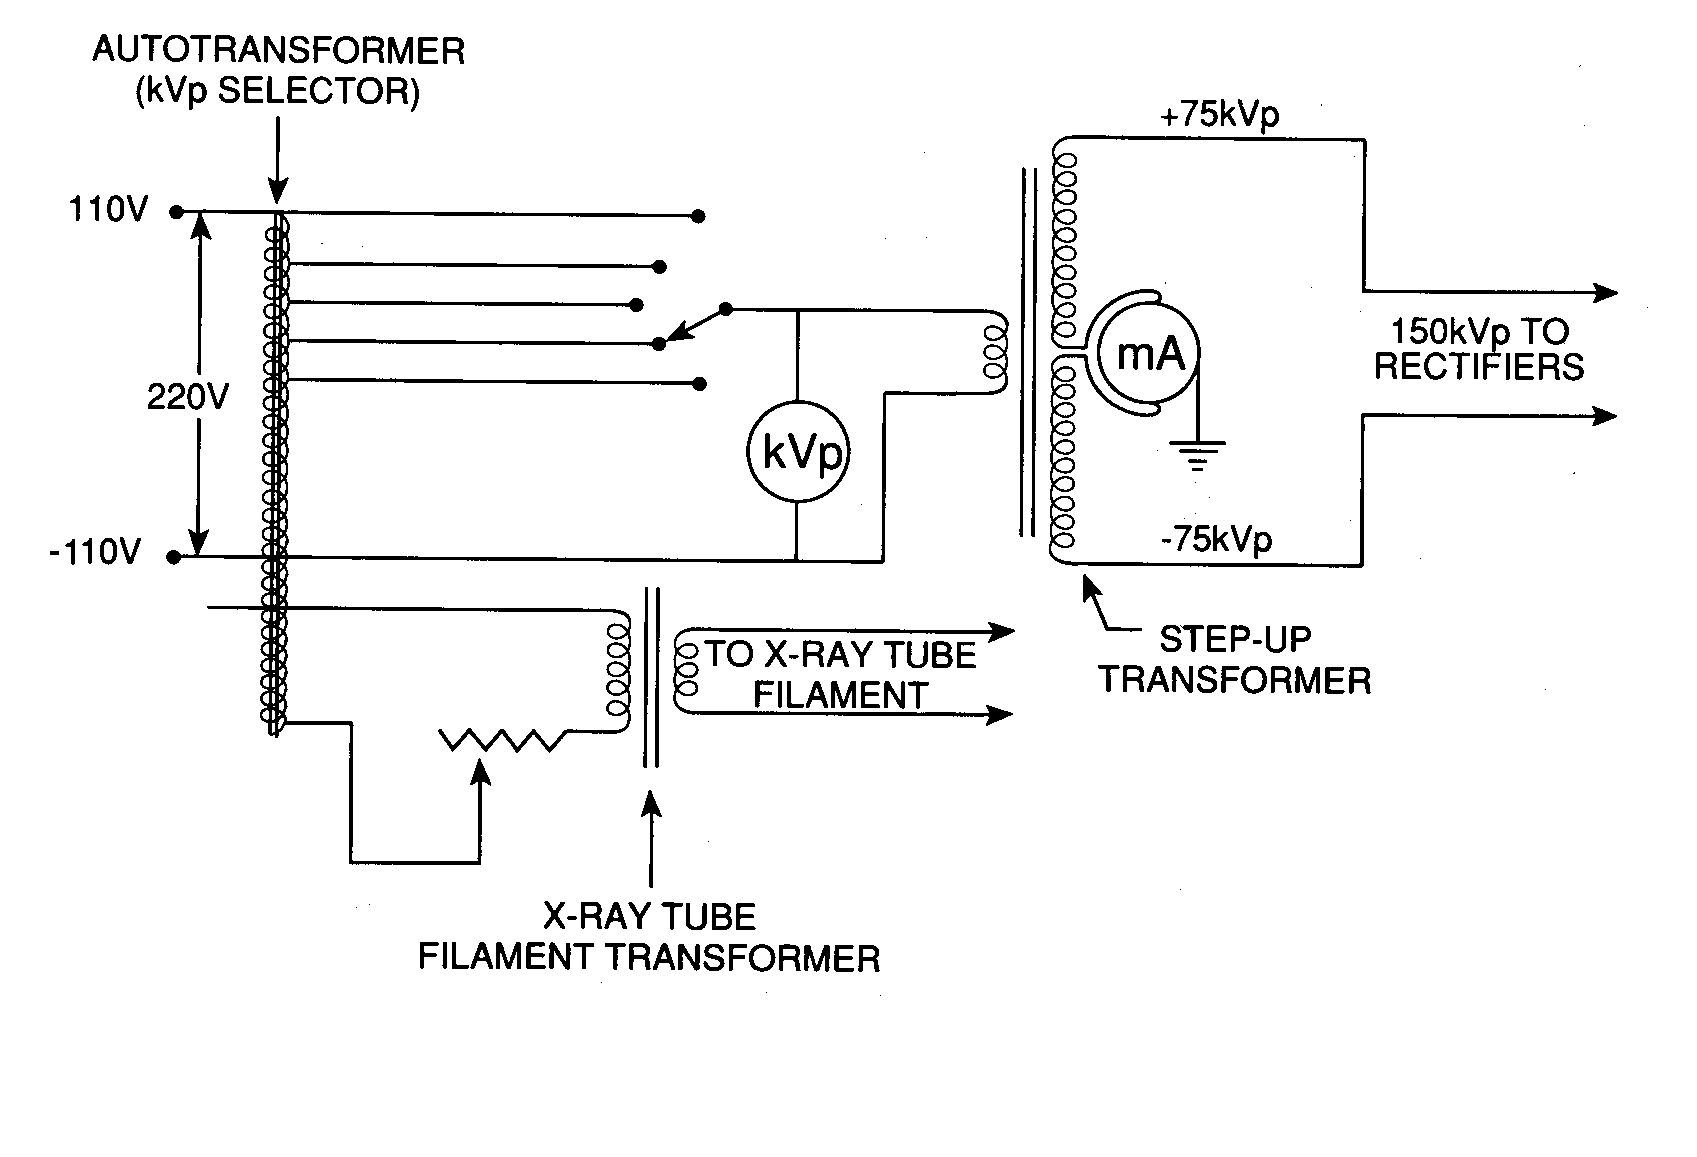 AUTOTRANSFORMER
(kVp SELECTOR)
+75kVp
110V
150kVp TO
RECTIFIERS
mA
220V
kVp
-110V
-75kVp
TO X-RAY TUBE
FILAMENT
STEP-UP
TRANSFORMER
X-RAY TUBE
FILAMENT TRANSFORMER